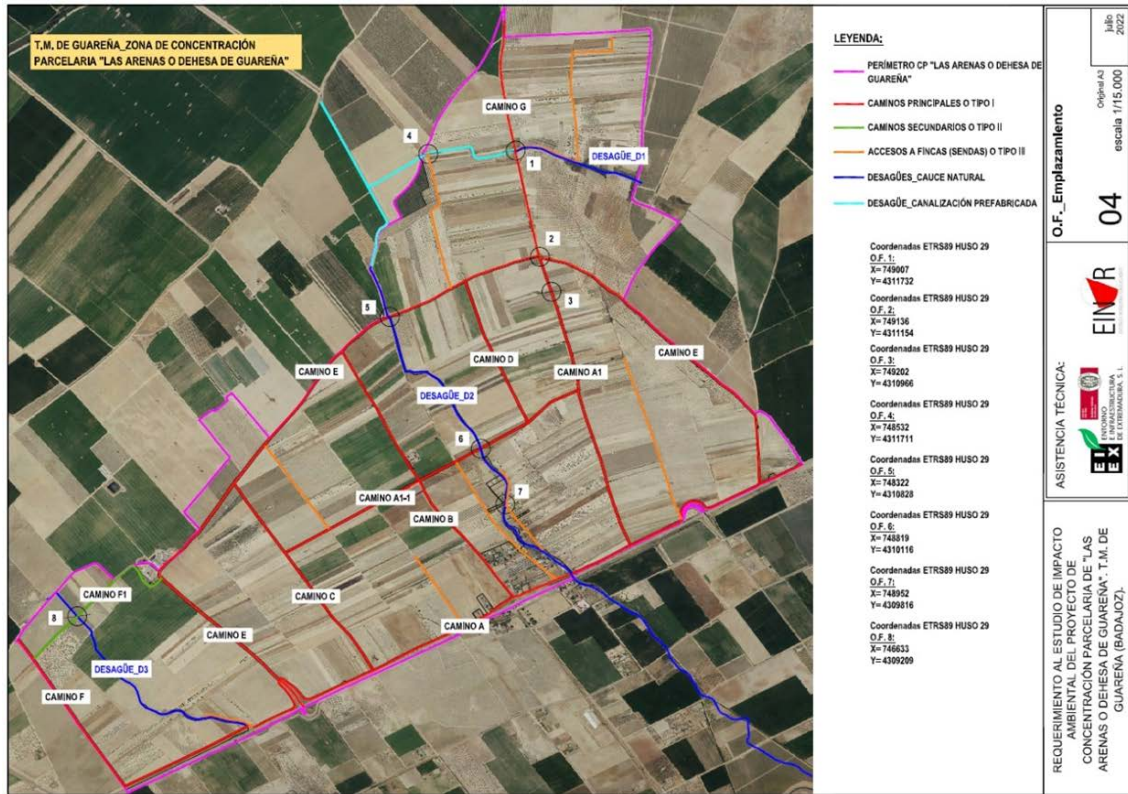 T.M. DE GUAREÑA_ZONA DE CONCENTRACIÓN
PARCELARIA "LAS ARENAS O DEHESA DE GUAREÑA"
CAMINO G
4
1
DESAGÜE_D1
2
3
5
CAMINO E
CAMINO D
CAMINO E
CAMINO A1
DESAGÜE_D2
6
7
CAMINO A1-1
CAMINO B
CAMINO F1
8
CAMINO C
CAMINO A
CAMINO E
DESAGÜE_D3
CAMINO F
LEYENDA:
PERÍMETRO CP "LAS ARENAS O DEHESA DE
GUAREÑA"
CAMINOS PRINCIPALES O TIPO I
CAMINOS SECUNDARIOS O TIPO II
ACCESOS A FINCAS (SENDAS) O TIPO III
DESAGÜES_CAUCE NATURAL
DESAGÜE_CANALIZACIÓN PREFABRICADA
Coordenadas ETRS89 HUSO 29
O.F. 1:
X=749007
Y=4311732
Coordenadas ETRS89 HUSO 29
O.F. 2:
X=749136
Y=4311154
Coordenadas ETRS89 HUSO 29
O.F. 3:
X=749202
Y=4310966
Coordenadas ETRS89 HUSO 29
O.F. 4:
X=748532
Y=4311711
Coordenadas ETRS89 HUSO 29
O.F. 5:
X=748322
Y=4310828
Coordenadas ETRS89 HUSO 29
O.F. 6:
X=748819
Y=4310116
Coordenadas ETRS89 HUSO 29
O.F. 7:
X=748952
Y=4309816
Coordenadas ETRS89 HUSO 29
O.F. 8:
X=746633
Y=4309209
julio
2022
Original A3
escala 1/15.000
O.F._Emplazamiento
04
ASISTENCIA TÉCNICA:
EIEX
ENTORNO
E INFRAESTRUCTURA
DE EXTREMADURA, S.L.
EIN R
REQUERIMIENTO AL ESTUDIO DE IMPACTO
AMBIENTAL DEL PROYECTO DE
CONCENTRACIÓN PARCELARIA DE "LAS
ARENAS O DEHESA DE GUAREÑA". T.M. DE
GUAREÑA (BADAJOZ).